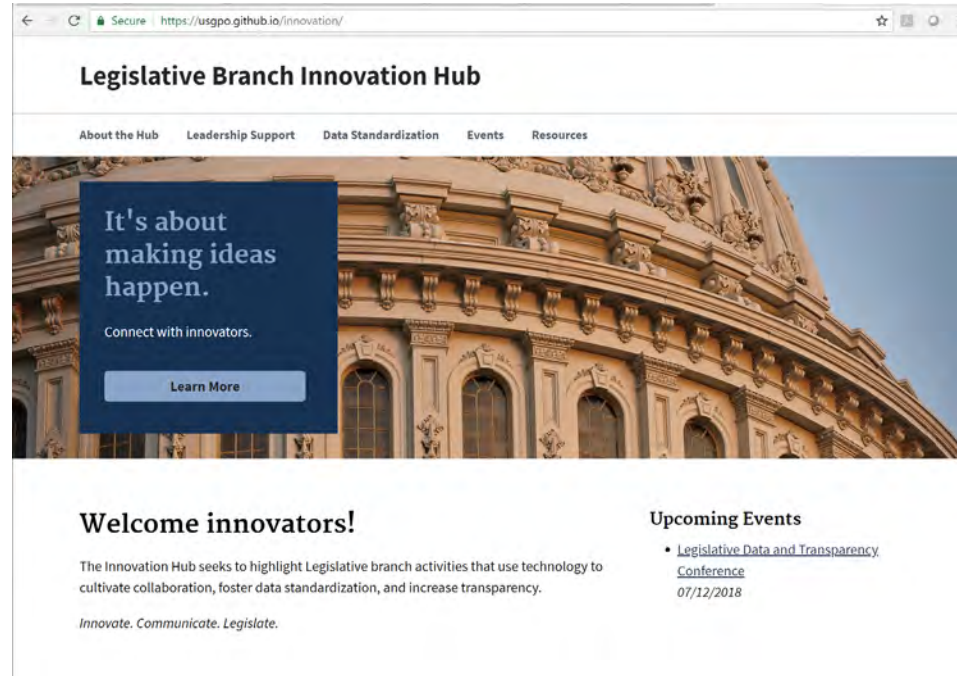 Secure https://usgpo.github.io/innovation/
Legislative Branch Innovation Hub
About the Hub Leadership Support Data Standardization Events Resources
It's about
making ideas
happen.
Connect with innovators.
Learn More
Welcome innovators!
The Innovation Hub seeks to highlight Legislative branch activities that use technology to
cultivate collaboration, foster data standardization, and increase transparency.
Innovate. Communicate. Legislate.
Upcoming Events
• Legislative Data and Transparency
Conference
07/12/2018